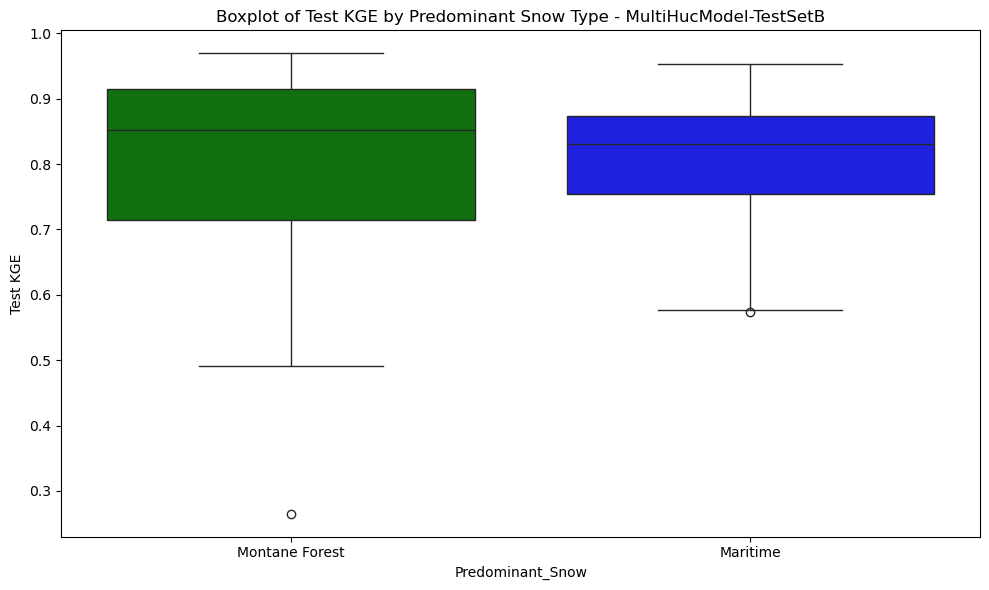 Boxplot of Test KGE by Predominant Snow Type - MultiHucModel-TestSetB
Test KGE
1.0
0.9
0.8
0.7
0.6
0.5
0.4
0.3
Montane Forest
Maritime
Predominant_Snow